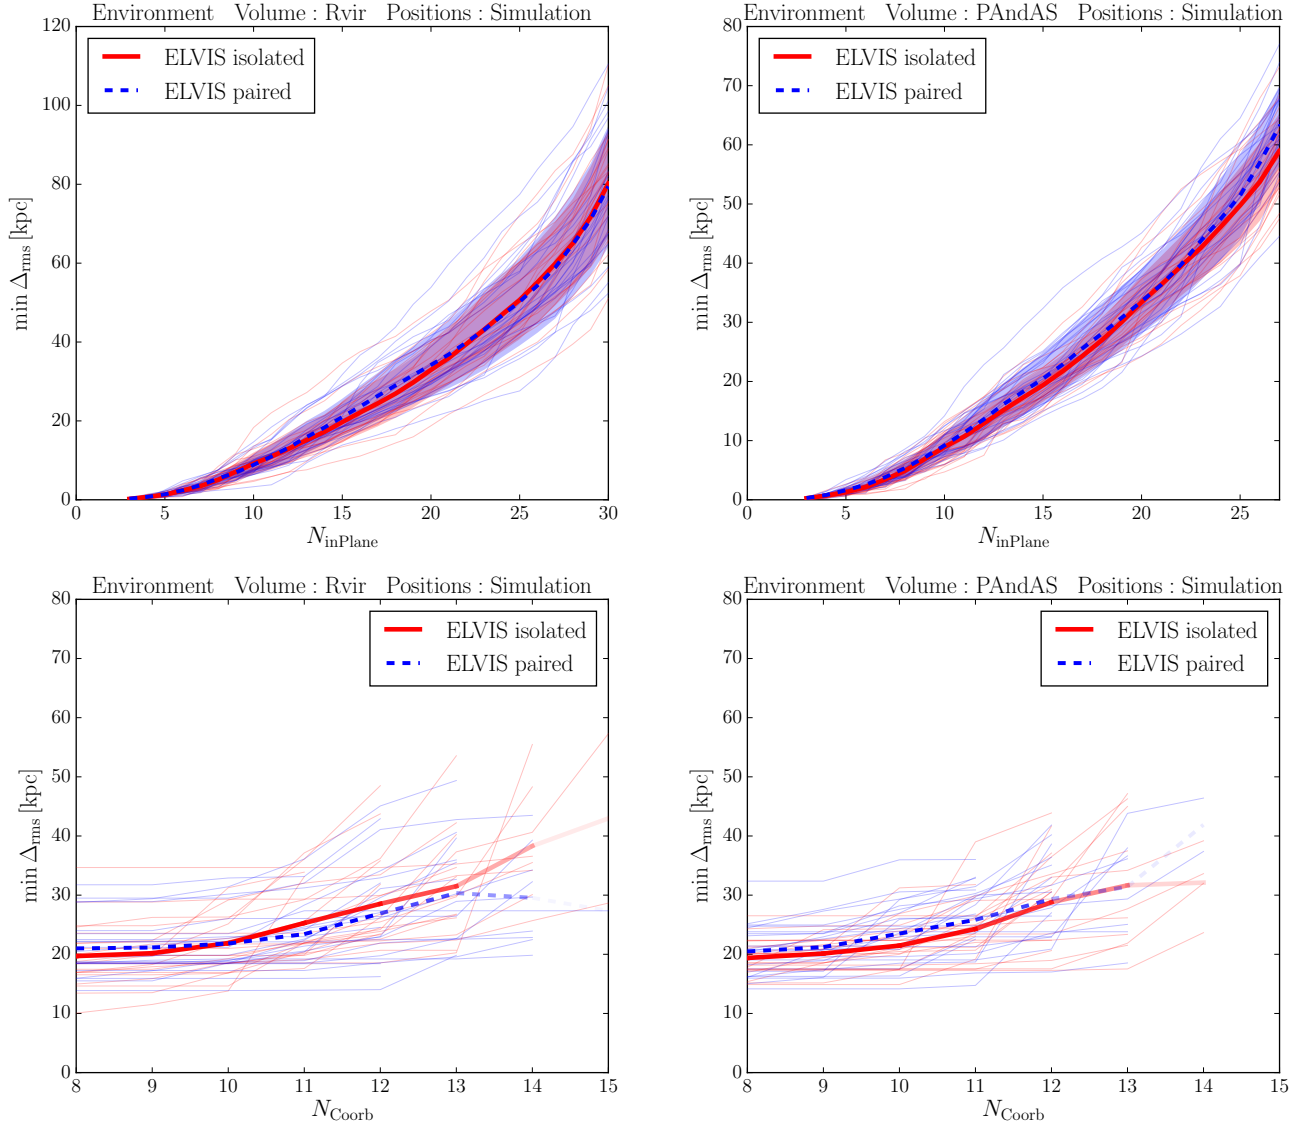 Environment Volume : Rvir Positions : Simulation
120
100
80
60
40
20
0
min Δrms [kpc]
ELVIS isolated
ELVIS paired
0 5 10 15 20 25 30
NinPlane
Environment Volume : PAndAS Positions : Simulation
80
70
60
50
40
30
20
10
0
min Δrms [kpc]
ELVIS isolated
ELVIS paired
0 5 10 15 20 25
NinPlane
Environment Volume : Rvir Positions : Simulation
80
70
60
50
40
30
20
10
0
min Δrms [kpc]
ELVIS isolated
ELVIS paired
8 9 10 11 12 13 14 15
NCoorb
Environment Volume : PAndAS Positions : Simulation
80
70
60
50
40
30
20
10
0
min Δrms [kpc]
ELVIS isolated
ELVIS paired
8 9 10 11 12 13 14 15
NCoorb